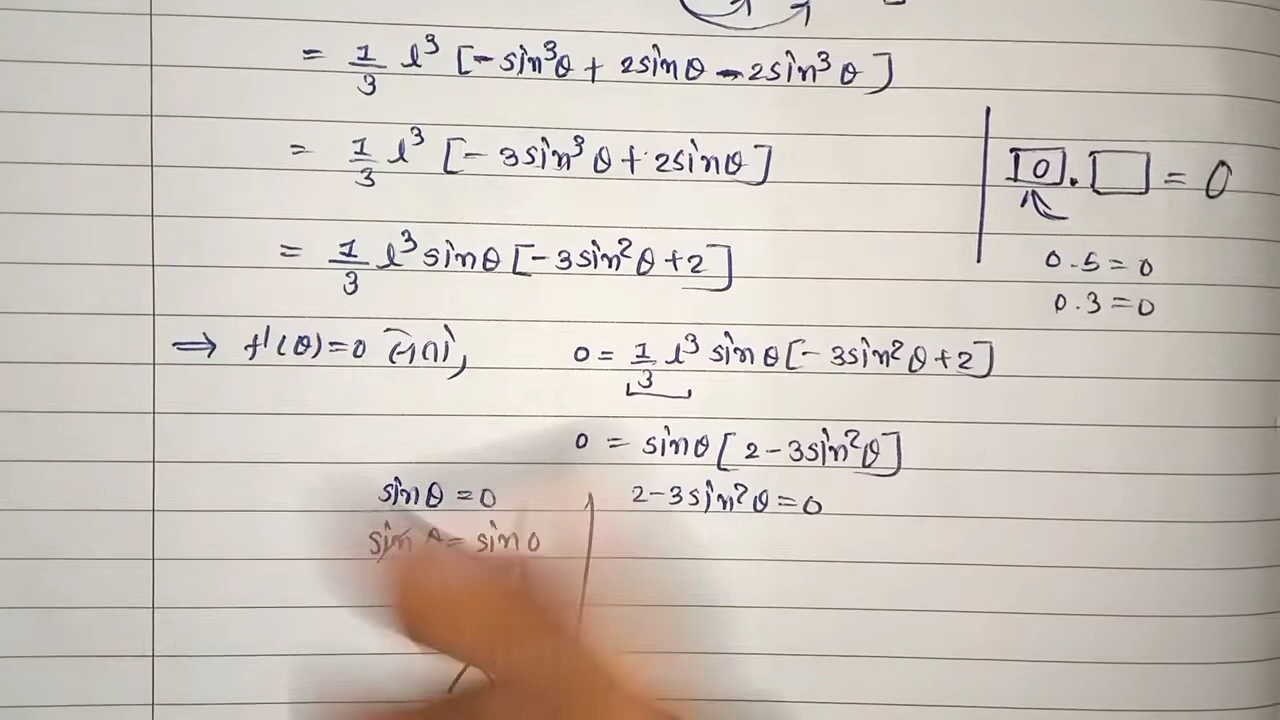 = 1/3 l³ [-sin³θ + 2sinθ - 2sin³θ]
= 1/3 l³ [-3sin³θ + 2sinθ]
= 1/3 l³ sinθ [-3sin²θ + 2]
⇒ f'(θ)=0 લેતાં, 0 = 1/3 l³ sinθ [-3sin²θ + 2]
0 = sinθ [2 - 3sin²θ]
sinθ = 0
sin θ = sin 0
2 - 3sin²θ = 0
0 . = 0
0.5 = 0
0.3 = 0